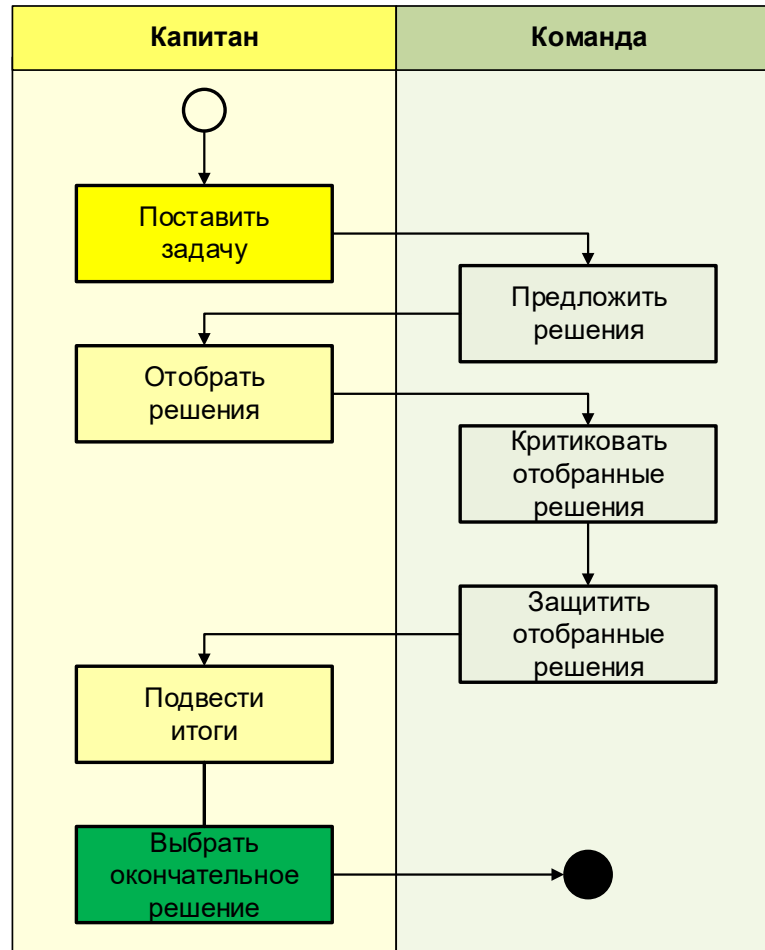 Капитан
Команда
Поставить
задачу
Предложить
решения
Отобрать
решения
Критиковать
отобранные
решения
Защитить
отобранные
решения
Подвести
итоги
Выбрать
окончательное
решение